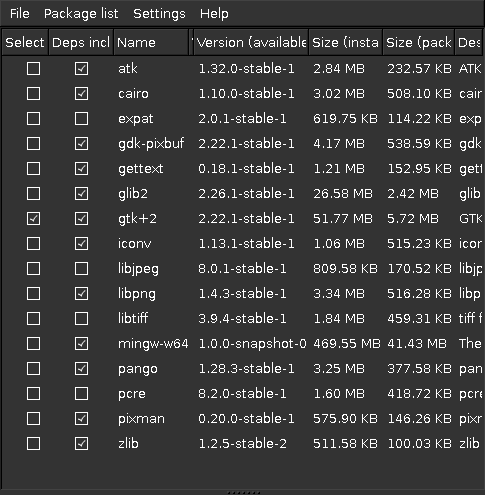 File Package list Settings Help
Select Deps incl Name Version (available Size (insta Size (pack Des
atk 1.32.0-stable-1 2.84 MB 232.57 KB ATK
cairo 1.10.0-stable-1 3.02 MB 508.10 KB cair
expat 2.0.1-stable-1 619.75 KB 114.22 KB exp
gdk-pixbuf 2.22.1-stable-1 4.17 MB 538.59 KB gdk
gettext 0.18.1-stable-1 1.21 MB 152.95 KB gett
glib2 2.26.1-stable-1 26.58 MB 2.42 MB glib
gtk+2 2.22.1-stable-1 51.77 MB 5.72 MB GTK
iconv 1.13.1-stable-1 1.06 MB 515.23 KB icor
libjpeg 8.0.1-stable-1 809.58 KB 170.52 KB libjp
libpng 1.4.3-stable-1 3.34 MB 516.28 KB libp
libtiff 3.9.4-stable-1 1.84 MB 459.31 KB tiff f
mingw-w64 1.0.0-snapshot-0 469.55 MB 41.43 MB The
pango 1.28.3-stable-1 3.25 MB 377.58 KB pan
pcre 8.2.0-stable-1 1.60 MB 418.72 KB pcre
pixman 0.20.0-stable-1 575.90 KB 146.26 KB pixm
zlib 1.2.5-stable-2 511.58 KB 100.03 KB zlib